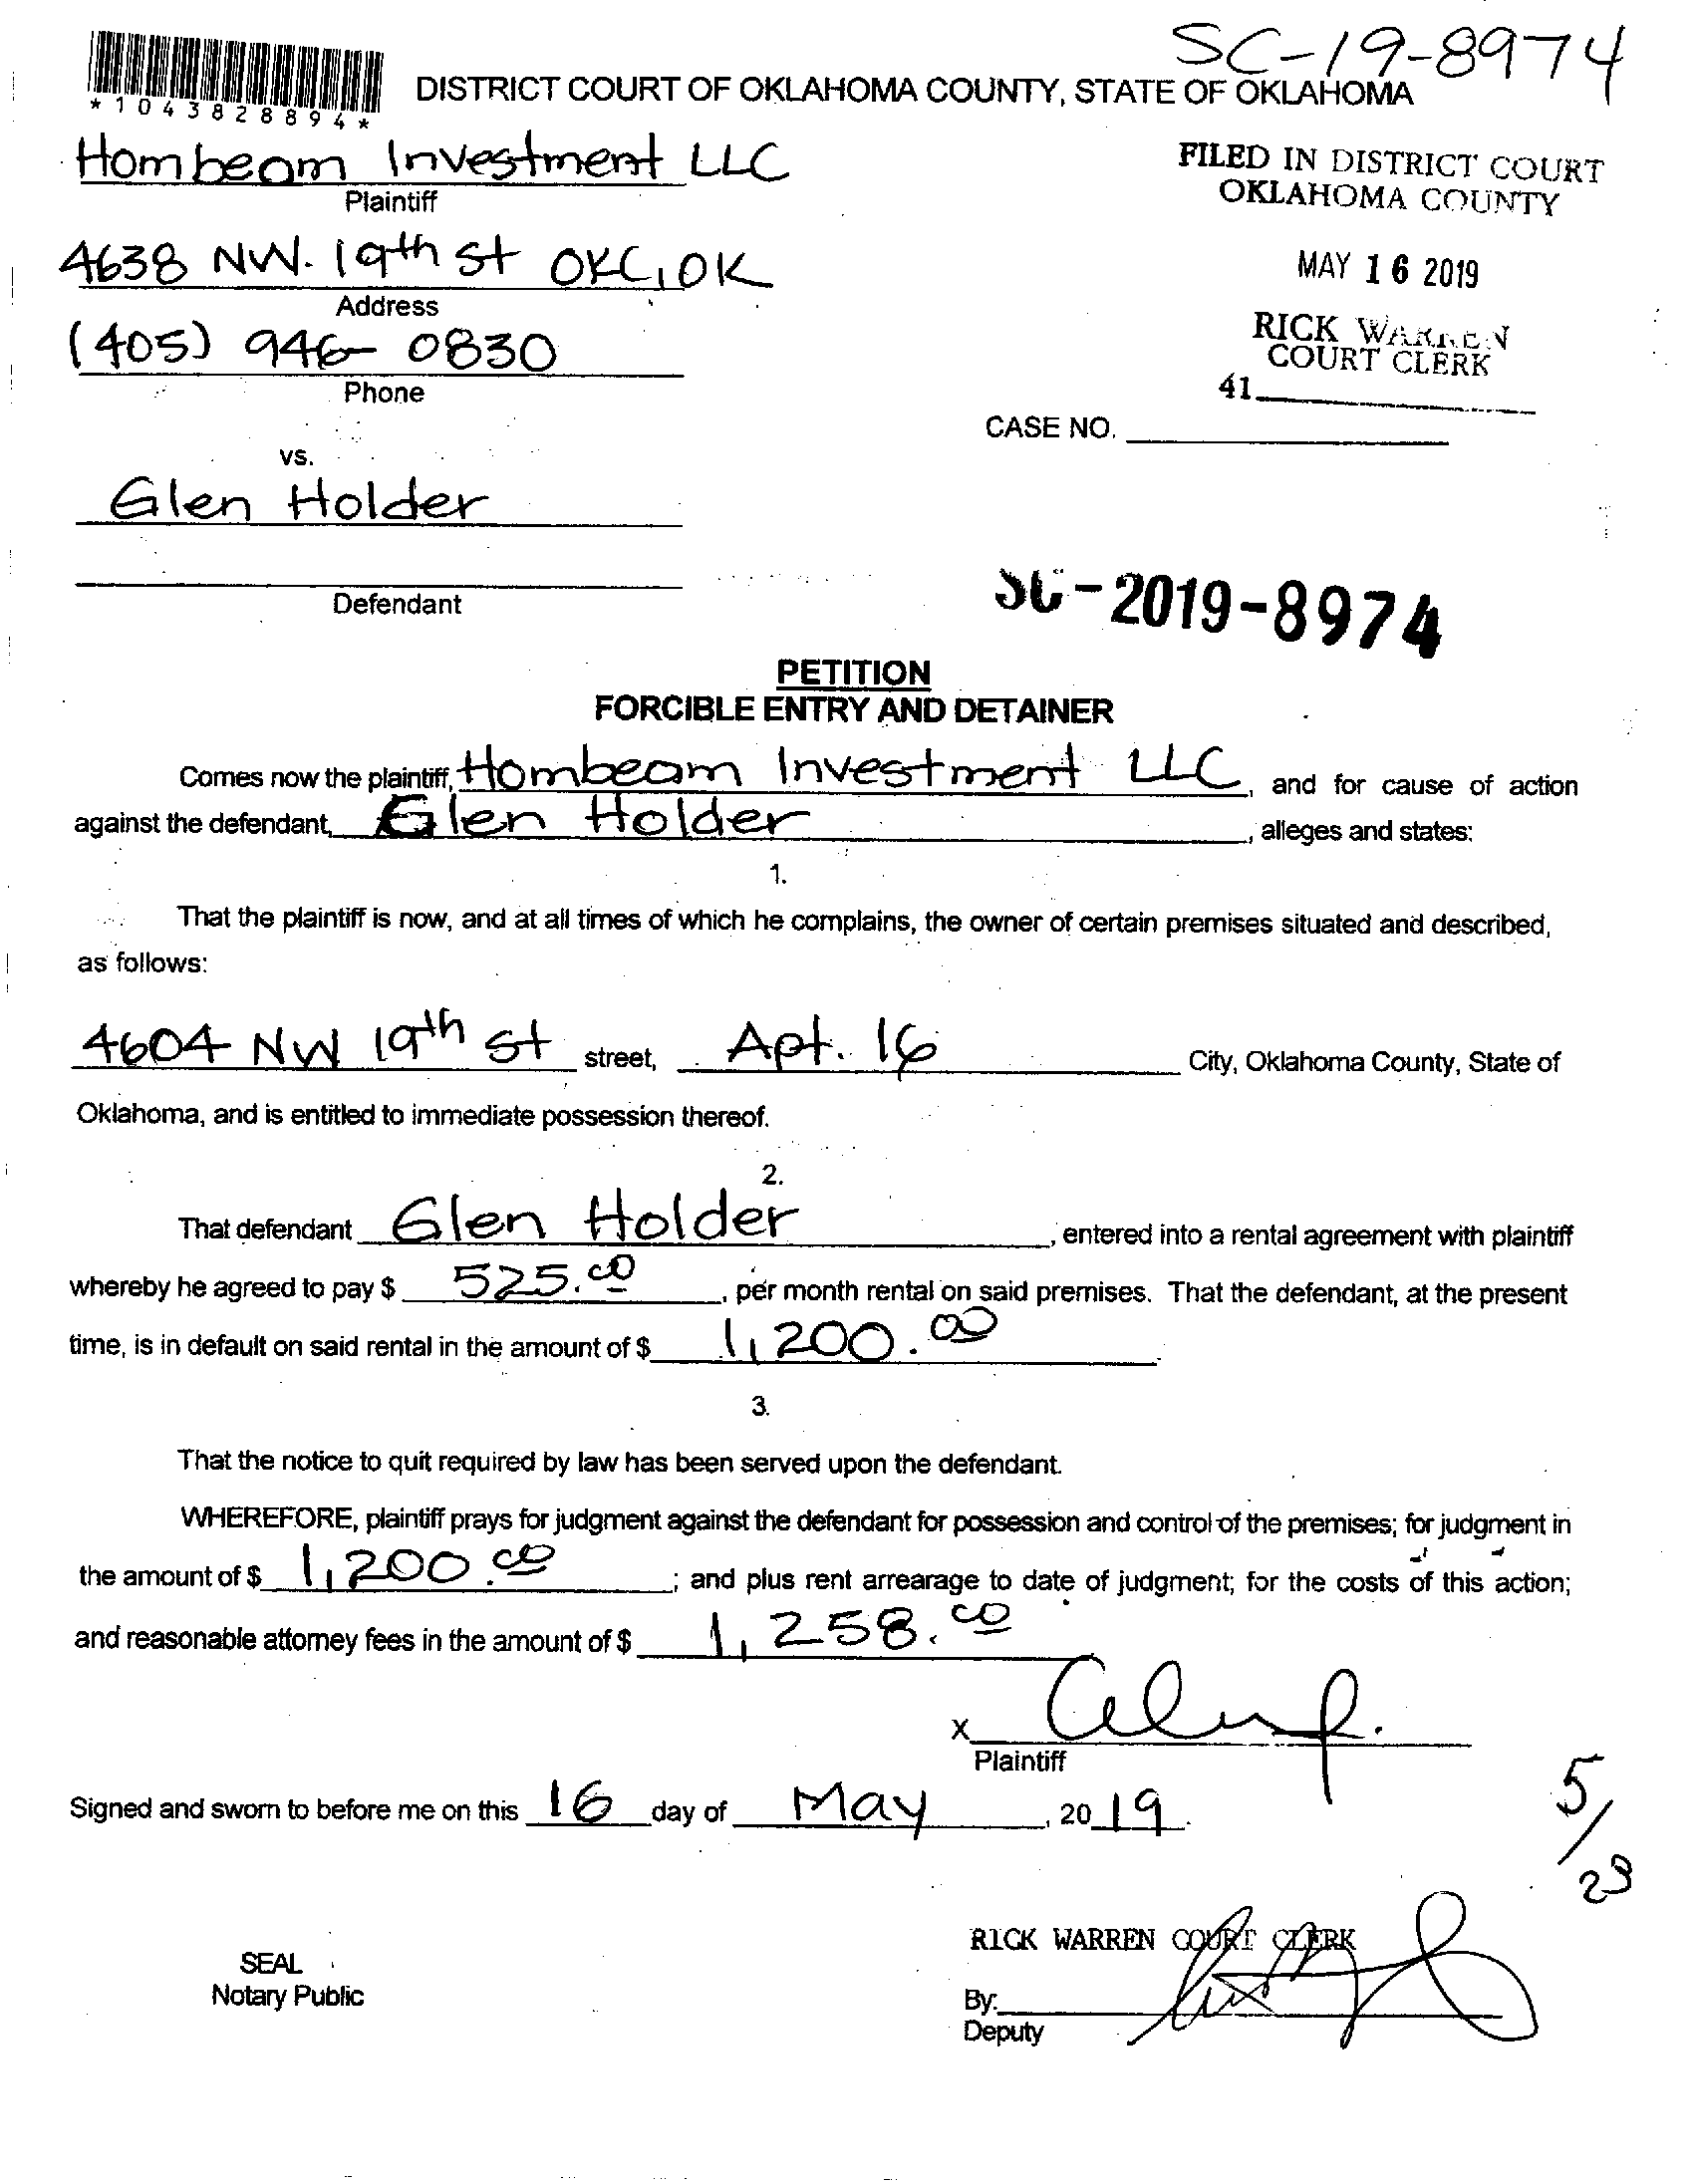 SC-19-8974
*1043828894*
DISTRICT COURT OF OKLAHOMA COUNTY, STATE OF OKLAHOMA
Hombeam Investment LLC
Plaintiff
FILED IN DISTRICT COURT
OKLAHOMA COUNTY
4638 NW. 19th St OKC, OK
Address
MAY 16 2019
(405) 946-0830
Phone
RICK WARREN
COURT CLERK
41
CASE NO.
vs.
Glen Holder
Defendant
SC-2019-8974
PETITION
FORCIBLE ENTRY AND DETAINER
Comes now the plaintiff, Hombeam Investment LLC, and for cause of action
against the defendant, Glen Holder, alleges and states:
1.
That the plaintiff is now, and at all times of which he complains, the owner of certain premises situated and described,
as follows:
4604 NW 19th St street, Apt. 16 City, Oklahoma County, State of
Oklahoma, and is entitled to immediate possession thereof.
2.
That defendant Glen Holder, entered into a rental agreement with plaintiff
whereby he agreed to pay $ 525.00, per month rental on said premises. That the defendant, at the present
time, is in default on said rental in the amount of $ 1,200.00
3.
That the notice to quit required by law has been served upon the defendant.
WHEREFORE, plaintiff prays for judgment against the defendant for possession and control of the premises; for judgment in
the amount of $ 1,200.00; and plus rent arrearage to date of judgment; for the costs of this action;
and reasonable attorney fees in the amount of $ 1,258.00
X
Plaintiff
Signed and sworn to before me on this 16 day of May, 20 19.
5/23
RICK WARREN COURT CLERK
SEAL
Notary Public
By:
Deputy